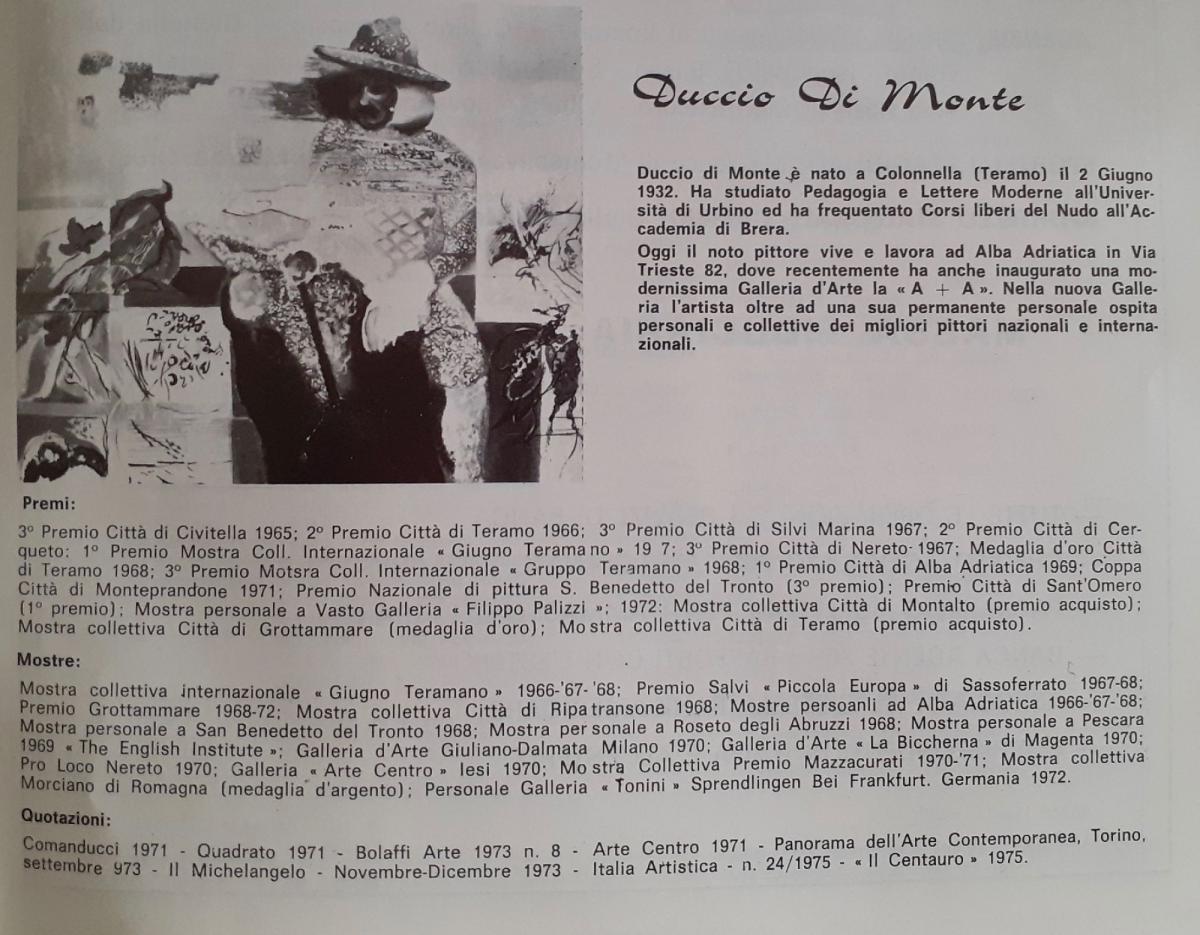 Duccio Di Monte
Duccio di Monte è nato a Colonnella (Teramo) il 2 Giugno
1932. Ha studiato Pedagogia e Lettere Moderne all'Univer-
sità di Urbino ed ha frequentato Corsi liberi del Nudo all'Ac-
cademia di Brera.
Oggi il noto pittore vive e lavora ad Alba Adriatica in Via
Trieste 82, dove recentemente ha anche inaugurato una mo-
dernissima Galleria d'Arte la « A + A ». Nella nuova Galle-
ria l'artista oltre ad una sua permanente personale ospita
personali e collettive dei migliori pittori nazionali e interna-
zionali.
Premi:
3º Premio Città di Civitella 1965; 2º Premio Città di Teramo 1966; 3º Premio Città di Silvi Marina 1967; 2º Premio Città di Cer-
queto: 1º Premio Mostra Coll. Internazionale « Giugno Teramano » 19 7; 3º Premio Città di Nereto 1967; Medaglia d'oro Città
di Teramo 1968; 3º Premio Motsra Coll. Internazionale « Gruppo Teramano » 1968; 1º Premio Città di Alba Adriatica 1969; Coppa
Città di Monteprandone 1971; Premio Nazionale di pittura S. Benedetto del Tronto (3º premio); Premio Città di Sant'Omero
(1º premio); Mostra personale a Vasto Galleria « Filippo Palizzi »; 1972: Mostra collettiva Città di Montalto (premio acquisto);
Mostra collettiva Città di Grottammare (medaglia d'oro); Mostra collettiva Città di Teramo (premio acquisto).
Mostre:
Mostra collettiva internazionale « Giugno Teramano » 1966-'67-'68; Premio Salvi « Piccola Europa » di Sassoferrato 1967-68;
Premio Grottammare 1968-72; Mostra collettiva Città di Ripatransone 1968; Mostre persoanli ad Alba Adriatica 1966-'67-'68;
Mostra personale a San Benedetto del Tronto 1968; Mostra personale a Roseto degli Abruzzi 1968; Mostra personale a Pescara
1969 « The English Institute »; Galleria d'Arte Giuliano-Dalmata Milano 1970; Galleria d'Arte « La Biccherna » di Magenta 1970;
Pro Loco Nereto 1970; Galleria « Arte Centro » Iesi 1970; Mostra Collettiva Premio Mazzacurati 1970-'71; Mostra collettiva
Morciano di Romagna (medaglia d'argento); Personale Galleria « Tonini » Sprendlingen Bei Frankfurt. Germania 1972.
Quotazioni:
Comanducci 1971 - Quadrato 1971 - Bolaffi Arte 1973 n. 8 - Arte Centro 1971 - Panorama dell'Arte Contemporanea, Torino,
settembre 973 - Il Michelangelo - Novembre-Dicembre 1973 - Italia Artistica - n. 24/1975 - « Il Centauro » 1975.